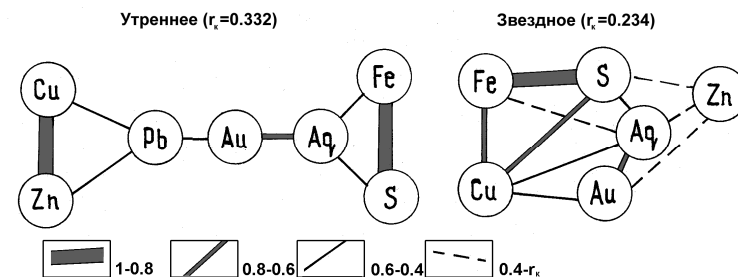 Утреннее (rк=0.332)
Звездное (rк=0.234)
Cu
Zn
Pb
Au
Aq
Fe
S
Fe
S
Zn
Aq
Cu
Au
1-0.8
0.8-0.6
0.6-0.4
0.4-rк